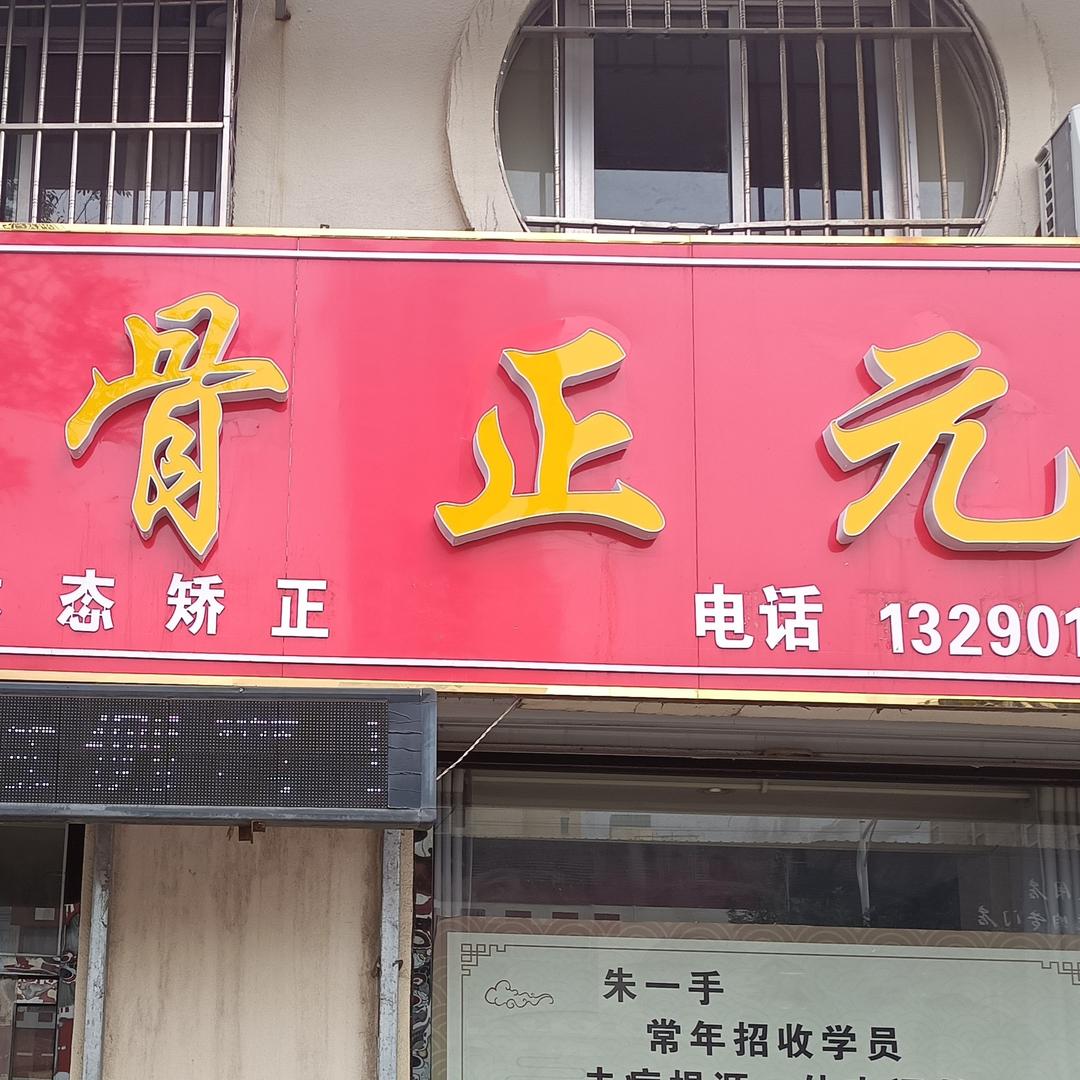 骨正元
态矫正
电话 132901
朱一手
常年招收学员